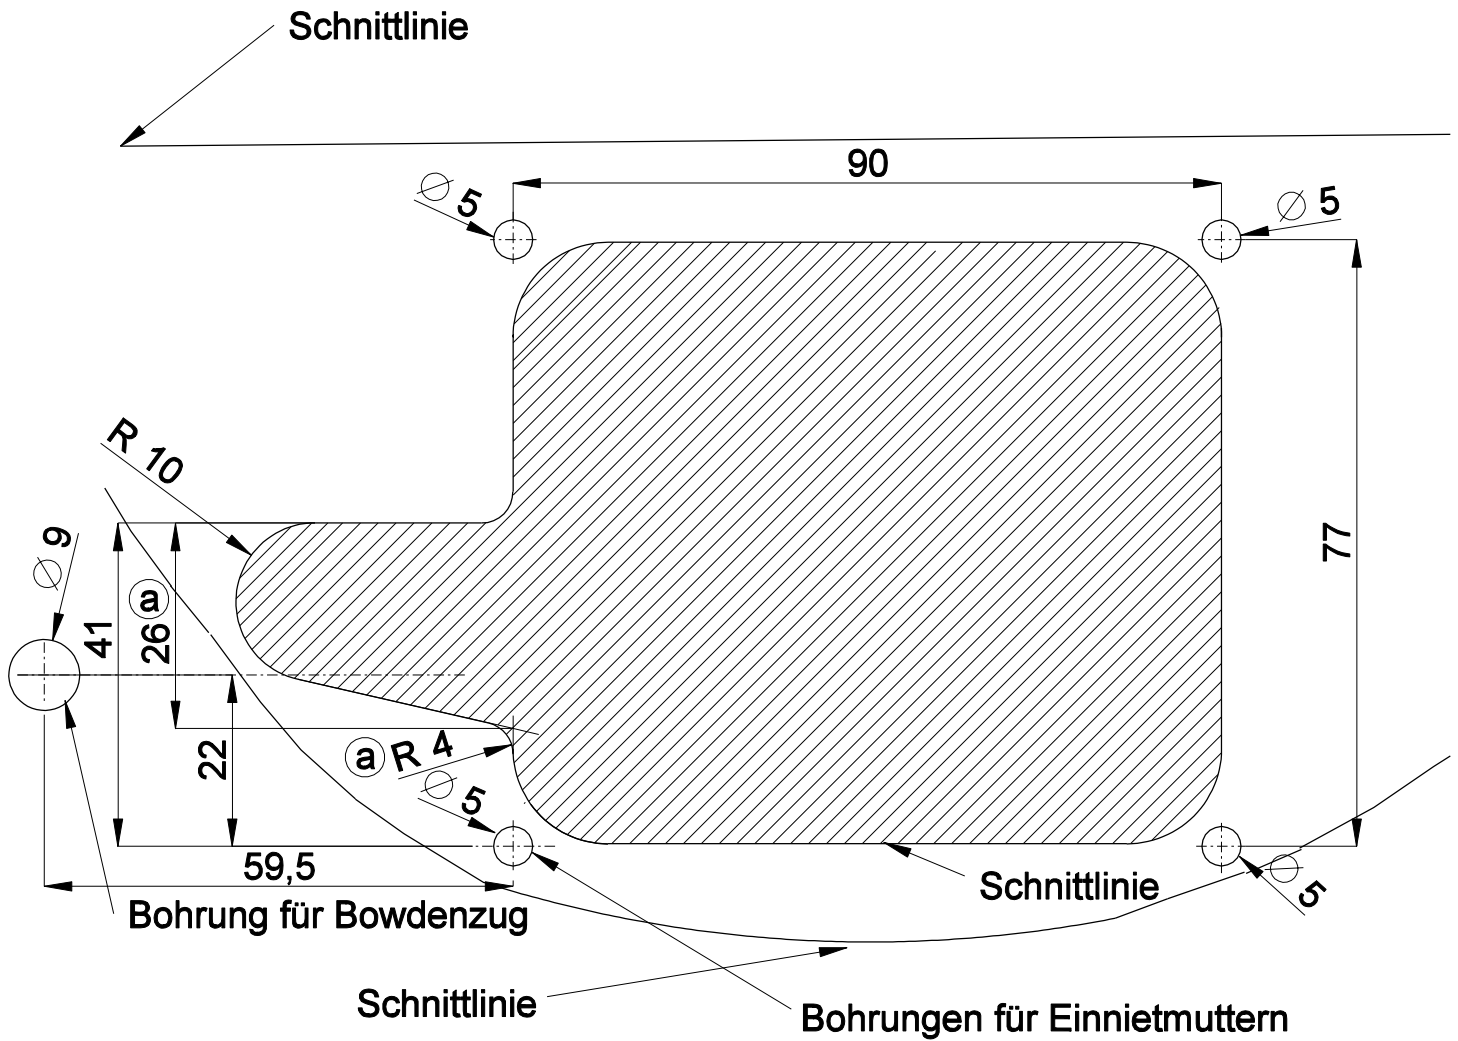 Schnittlinie
90
∅ 5
∅ 5
R 10
∅ 9
77
41
ⓐ
26
22
ⓐ R 4
∅ 5
59,5
∅ 5
Schnittlinie
Bohrung für Bowdenzug
Schnittlinie
Bohrungen für Einnietmuttern